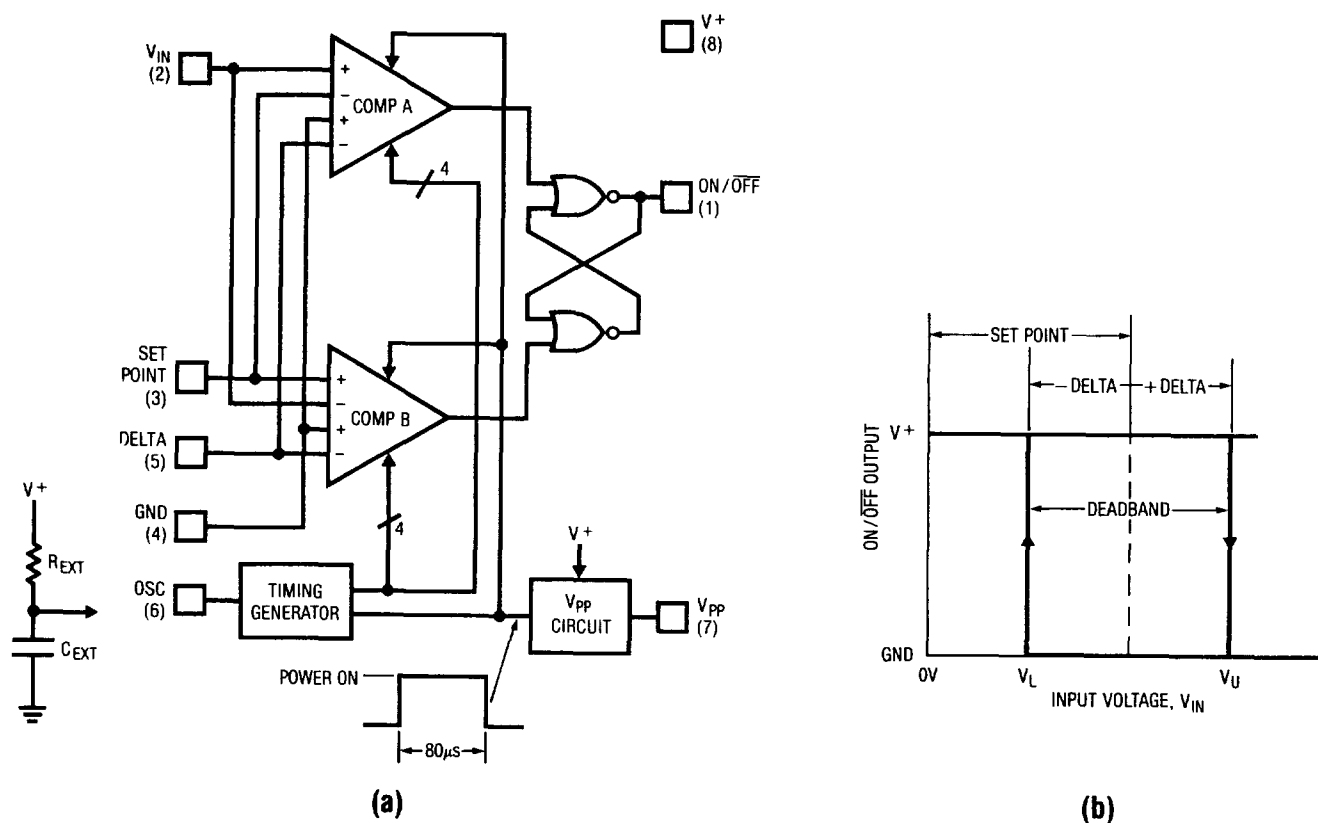 V+
(8)
VIN
(2)
+
−
+
−
COMP A
4
ON/OFF
(1)
SET
POINT
(3)
+
−
+
−
COMP B
DELTA
(5)
GND
(4)
4
V+
REXT
CEXT
OSC
(6)
TIMING
GENERATOR
V+
VPP
CIRCUIT
VPP
(7)
POWER ON
80μs
(a)
SET POINT
− DELTA
+ DELTA
V+
ON/OFF OUTPUT
DEADBAND
GND
0V
VL
VU
INPUT VOLTAGE, VIN
(b)